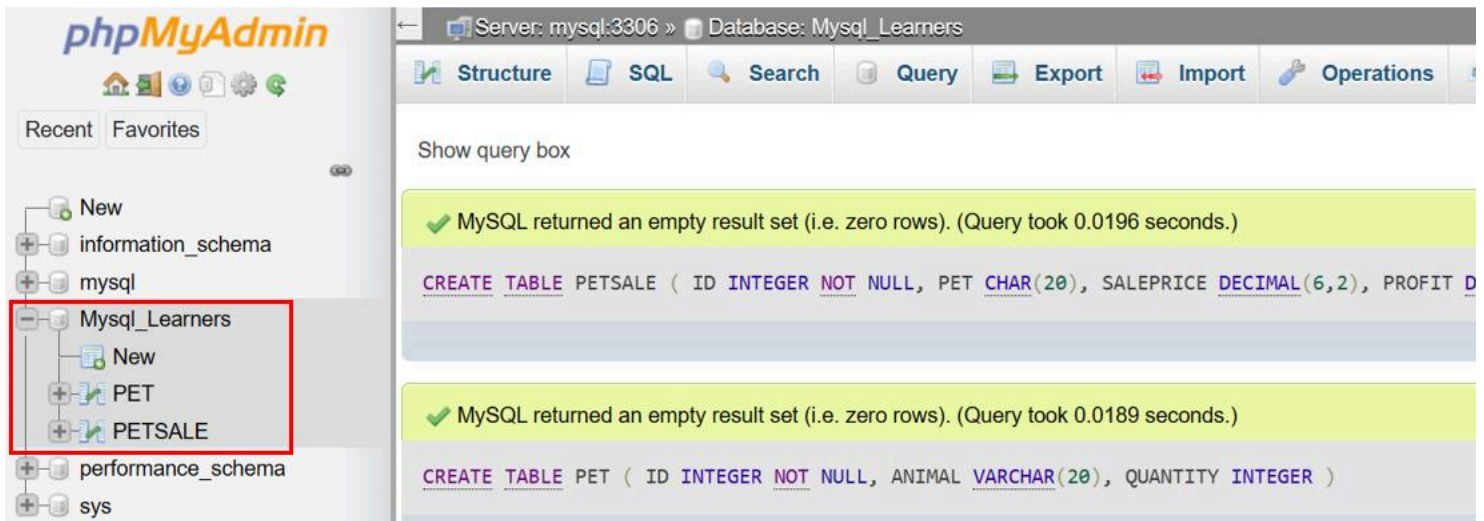 phpMyAdmin
Recent Favorites
New
information_schema
mysql
Mysql_Learners
New
PET
PETSALE
performance_schema
sys
Server: mysql:3306 » Database: Mysql_Learners
Structure SQL Search Query Export Import Operations
Show query box
MySQL returned an empty result set (i.e. zero rows). (Query took 0.0196 seconds.)
CREATE TABLE PETSALE ( ID INTEGER NOT NULL, PET CHAR(20), SALEPRICE DECIMAL(6,2), PROFIT D
MySQL returned an empty result set (i.e. zero rows). (Query took 0.0189 seconds.)
CREATE TABLE PET ( ID INTEGER NOT NULL, ANIMAL VARCHAR(20), QUANTITY INTEGER )